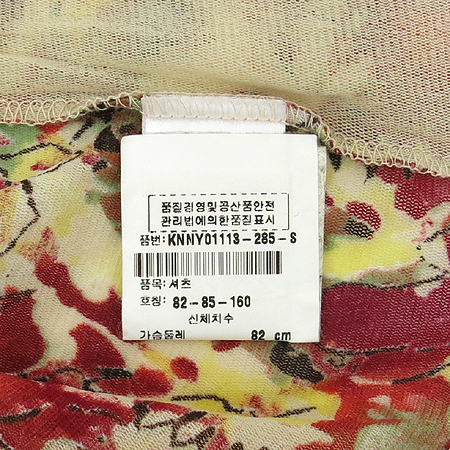 품질경영및공산품안전
관리법에의한품질표시
품번: KNNY01113-285-S
품목: 셔츠
호칭: 82-85-160
신체치수
가슴둘레 82 cm